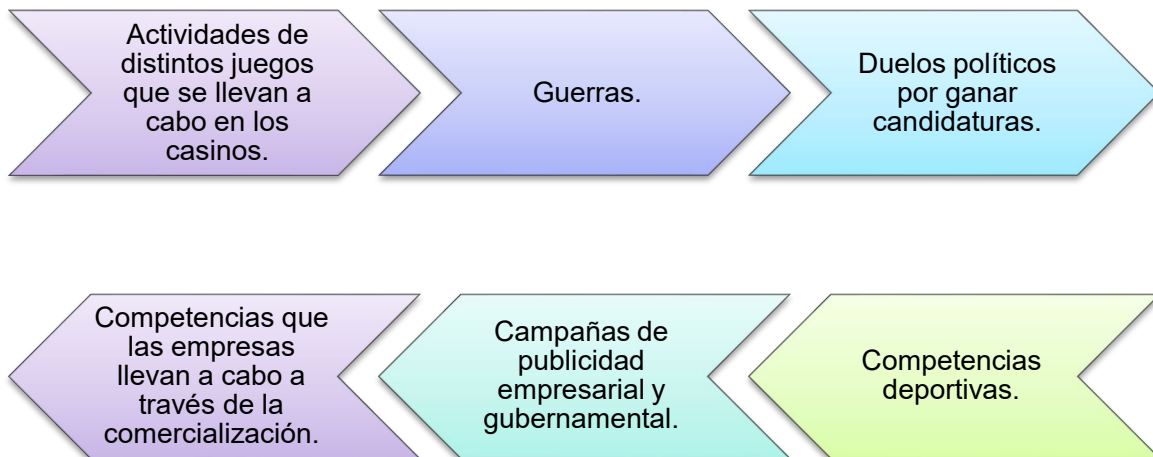 Actividades de
distintos juegos
que se llevan a
cabo en los
casinos.
Guerras.
Duelos políticos
por ganar
candidaturas.
Competencias que
las empresas
llevan a cabo a
través de la
comercialización.
Campañas de
publicidad
empresarial y
gubernamental.
Competencias
deportivas.